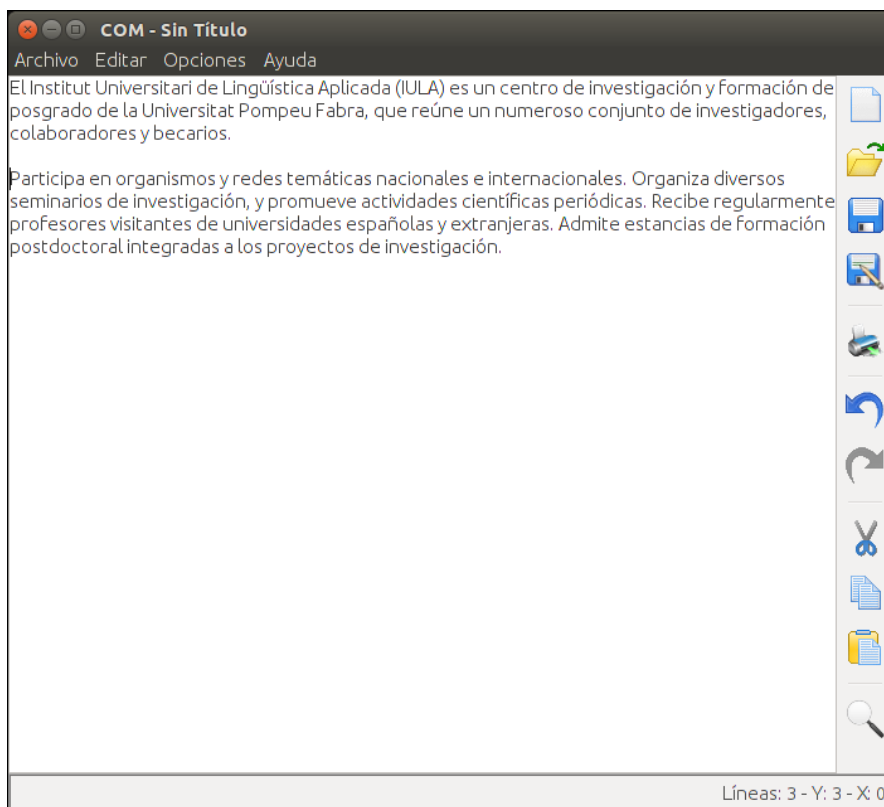 COM - Sin Título
Archivo Editar Opciones Ayuda
El Institut Universitari de Lingüística Aplicada (IULA) es un centro de investigación y formación de
posgrado de la Universitat Pompeu Fabra, que reúne un numeroso conjunto de investigadores,
colaboradores y becarios.
Participa en organismos y redes temáticas nacionales e internacionales. Organiza diversos
seminarios de investigación, y promueve actividades científicas periódicas. Recibe regularmente
profesores visitantes de universidades españolas y extranjeras. Admite estancias de formación
postdoctoral integradas a los proyectos de investigación.
Líneas: 3 - Y: 3 - X: 0